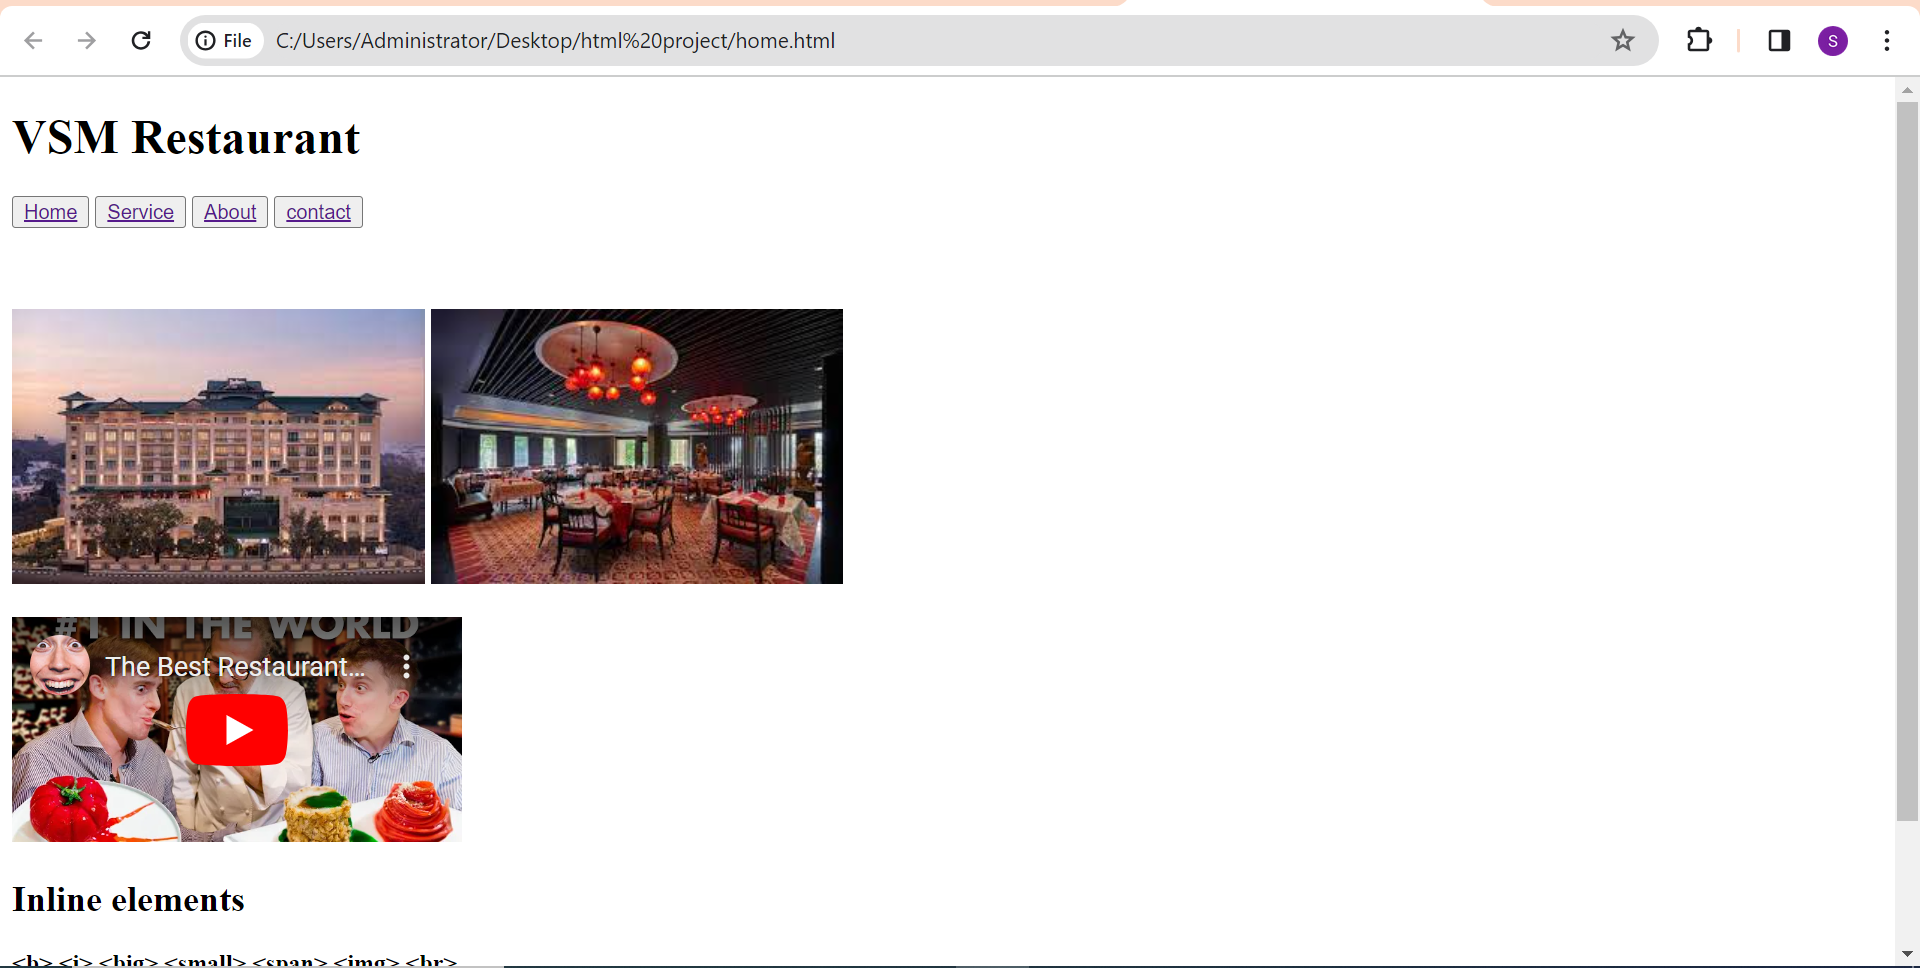 File C:/Users/Administrator/Desktop/html%20project/home.html S
VSM Restaurant
Home Service About contact
#1 IN THE WORLD
The Best Restaurant...
Inline elements
<b> <i> <big> <small> <span> <img> <br>